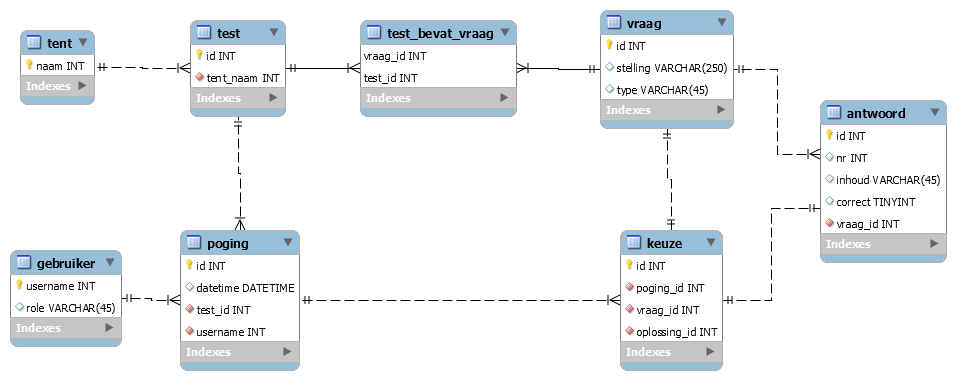 tent
naam INT
Indexes
test
id INT
tent_naam INT
Indexes
test_bevat_vraag
vraag_id INT
test_id INT
Indexes
vraag
id INT
stelling VARCHAR(250)
type VARCHAR(45)
Indexes
antwoord
id INT
nr INT
inhoud VARCHAR(45)
correct TINYINT
vraag_id INT
Indexes
gebruiker
username INT
role VARCHAR(45)
Indexes
poging
id INT
datetime DATETIME
test_id INT
username INT
Indexes
keuze
id INT
poging_id INT
vraag_id INT
oplossing_id INT
Indexes